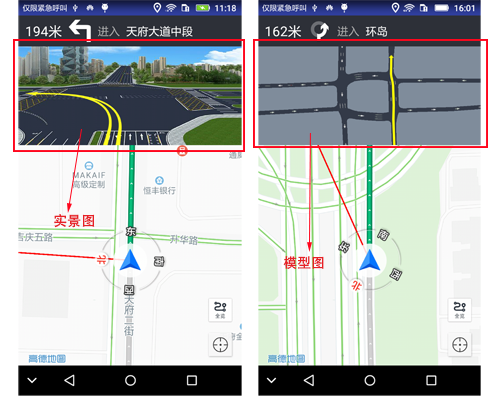 仅限紧急呼叫
11:18
194米
进入
天府大道中段
MAKAIF
高级定制
恒丰银行
实景图
吉庆五路
升华路
东
南
西
北
天府三街
全览
高德地图
仅限紧急呼叫
16:01
162米
进入
环岛
模型图
东
南
西
北
全览
高德地图